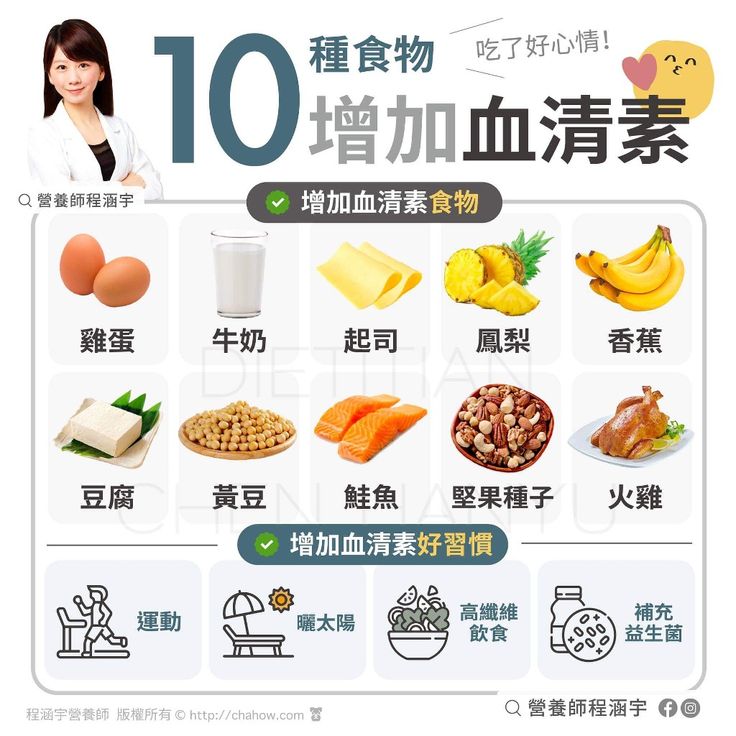 10
種食物
吃了好心情!
增加血清素
營養師程涵宇
增加血清素食物
雞蛋
牛奶
起司
鳳梨
香蕉
豆腐
黃豆
鮭魚
堅果種子
火雞
DIETITIAN
CHEN HANYU
增加血清素好習慣
運動
曬太陽
高纖維
飲食
補充
益生菌
營養師程涵宇
程涵宇營養師 版權所有 © http://chahow.com